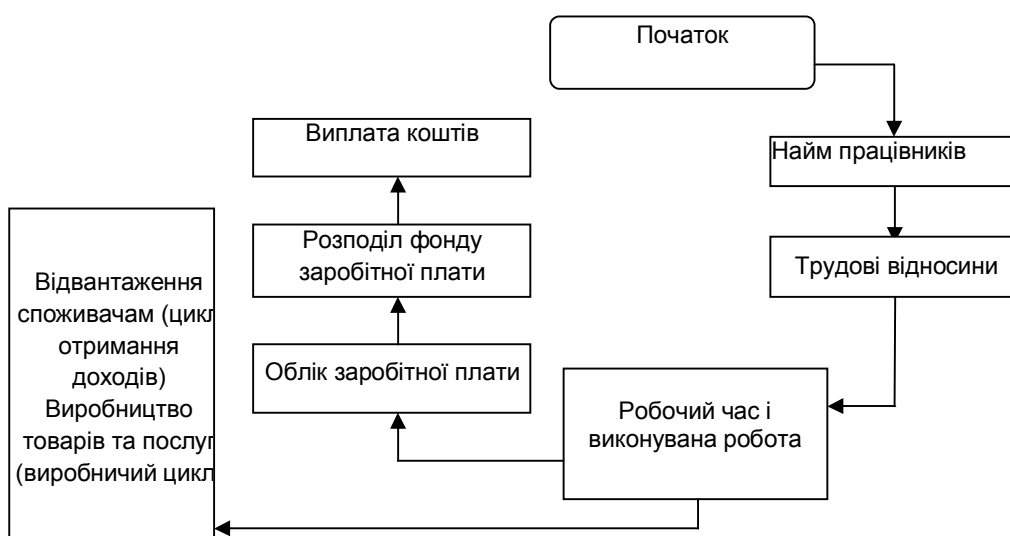 Початок
Найм працівників
Трудові відносини
Робочий час і
виконувана робота
Облік заробітної плати
Розподіл фонду
заробітної плати
Виплата коштів
Відвантаження
споживачам (цикл
отримання
доходів)
Виробництво
товарів та послуг
(виробничий цикл